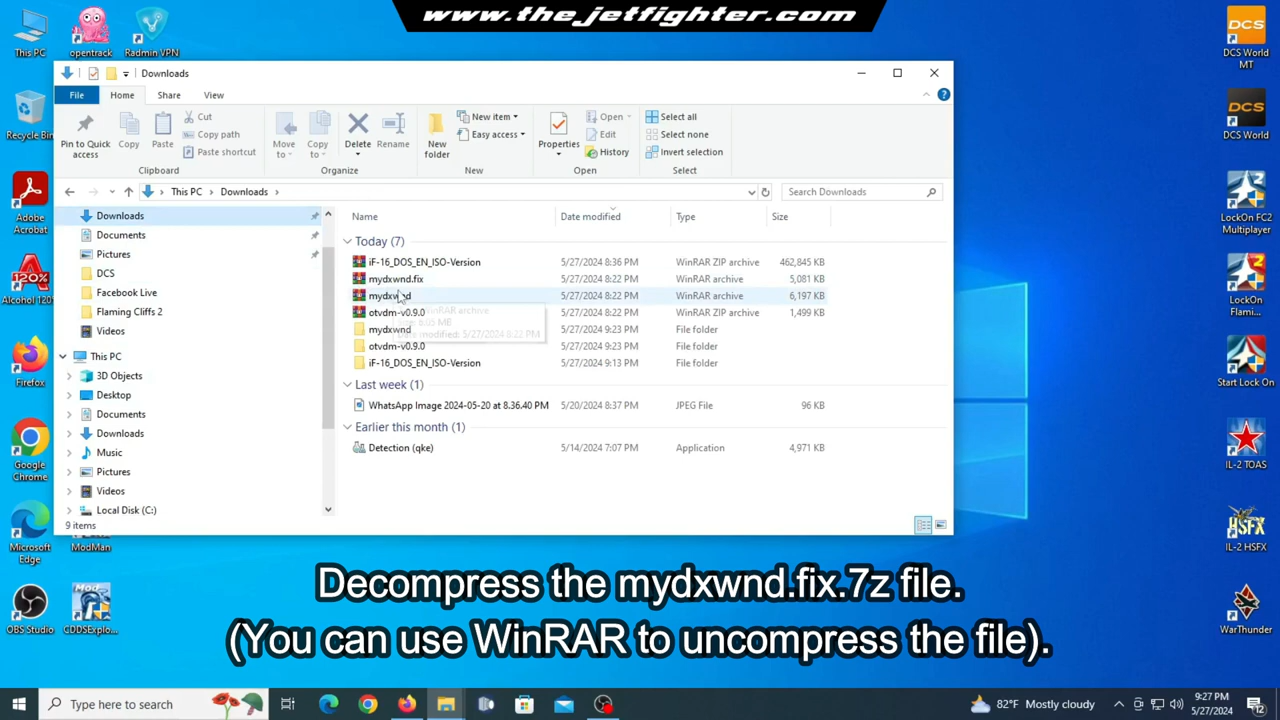 www.thejetfighter.com
This PC
opentrack
Radmin VPN
DCS World
MT
Downloads
File
Home
Share
View
Pin to Quick
access
Copy
Paste
Cut
Copy path
Paste shortcut
Clipboard
Move
to
Copy
to
Delete
Rename
Organize
New
folder
New item
Easy access
New
Properties
Open
Edit
History
Open
Select all
Select none
Invert selection
Select
Recycle Bin
DCS World
This PC
Downloads
Search Downloads
Downloads
Documents
Pictures
DCS
Facebook Live
Flaming Cliffs 2
Videos
This PC
3D Objects
Desktop
Documents
Downloads
Music
Pictures
Videos
Local Disk (C:)
Name
Date modified
Type
Size
Today (7)
iF-16_DOS_EN_ISO-Version 5/27/2024 8:36 PM WinRAR ZIP archive 462,845 KB
mydxwnd.fix 5/27/2024 8:22 PM WinRAR archive 5,081 KB
mydxwnd 5/27/2024 8:22 PM WinRAR archive 6,197 KB
otvdm-v0.9.0 5/27/2024 8:22 PM WinRAR ZIP archive 1,499 KB
mydxwnd 5/27/2024 9:23 PM File folder
otvdm-v0.9.0 5/27/2024 9:23 PM File folder
iF-16_DOS_EN_ISO-Version 5/27/2024 9:13 PM File folder
Last week (1)
WhatsApp Image 2024-05-20 at 8.36.40 PM 5/20/2024 8:37 PM JPEG File 96 KB
Earlier this month (1)
Detection (qke) 5/14/2024 7:07 PM Application 4,971 KB
9 items
Adobe
Acrobat
Alcohol 120%
Firefox
Google
Chrome
Microsoft
Edge
ModMan
OBS Studio
CDDSExplo...
LockOn FC2
Multiplayer
LockOn
Flami...
Start Lock On
IL-2 TOAS
IL-2 HSFX
WarThunder
Decompress the mydxwnd.fix.7z file.
(You can use WinRAR to uncompress the file).
Type here to search
82°F Mostly cloudy
9:27 PM
5/27/2024
12